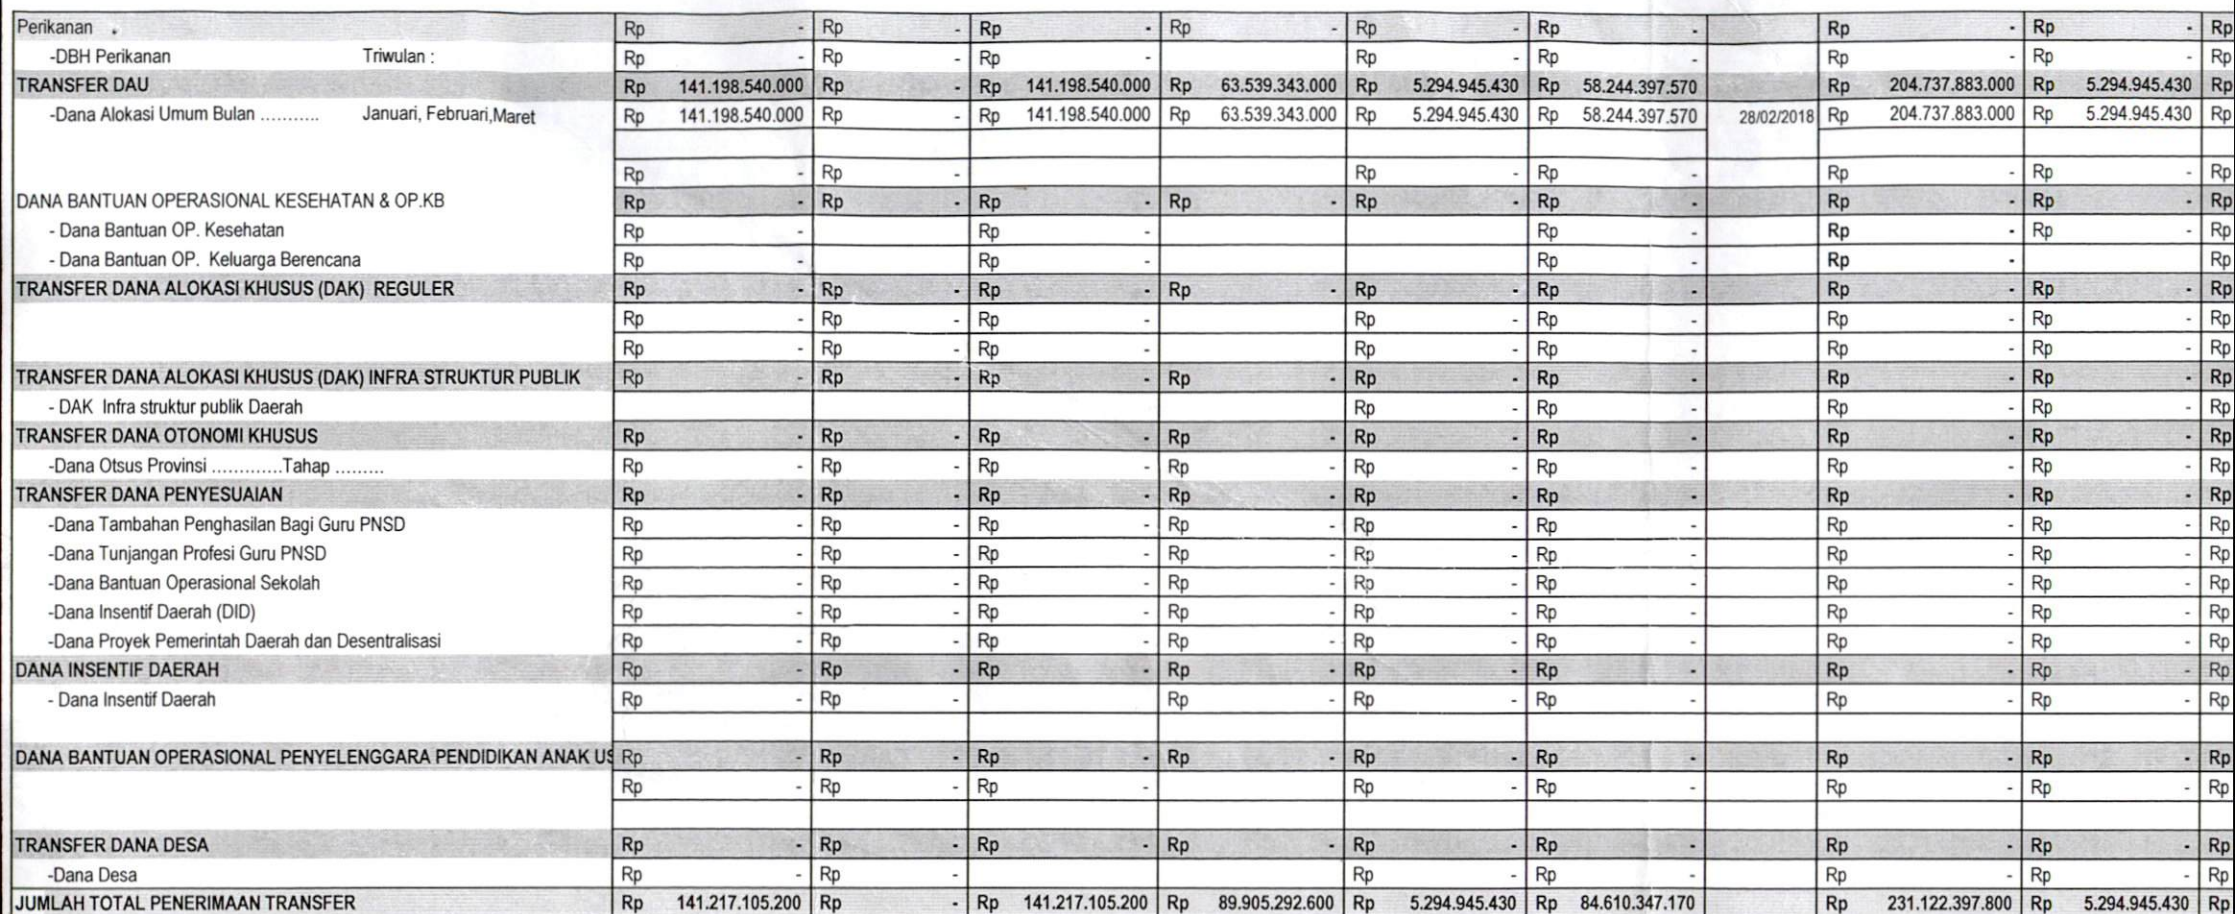 Perikanan . Rp - Rp - Rp - Rp - Rp - Rp - Rp - Rp - Rp
-DBH Perikanan Triwulan : Rp - Rp - Rp - Rp - Rp - Rp - Rp - Rp
TRANSFER DAU Rp 141.198.540.000 Rp - Rp 141.198.540.000 Rp 63.539.343.000 Rp 5.294.945.430 Rp 58.244.397.570 Rp 204.737.883.000 Rp 5.294.945.430 Rp
-Dana Alokasi Umum Bulan ........... Januari, Februari,Maret Rp 141.198.540.000 Rp - Rp 141.198.540.000 Rp 63.539.343.000 Rp 5.294.945.430 Rp 58.244.397.570 28/02/2018 Rp 204.737.883.000 Rp 5.294.945.430 Rp
Rp - Rp - Rp - Rp - Rp - Rp - Rp
DANA BANTUAN OPERASIONAL KESEHATAN & OP.KB Rp - Rp - Rp - Rp - Rp - Rp - Rp - Rp - Rp
- Dana Bantuan OP. Kesehatan Rp - Rp - Rp - Rp - Rp - Rp
- Dana Bantuan OP. Keluarga Berencana Rp - Rp - Rp - Rp - Rp
TRANSFER DANA ALOKASI KHUSUS (DAK) REGULER Rp - Rp - Rp - Rp - Rp - Rp - Rp - Rp - Rp
Rp - Rp - Rp - Rp - Rp - Rp - Rp - Rp
Rp - Rp - Rp - Rp - Rp - Rp - Rp - Rp
TRANSFER DANA ALOKASI KHUSUS (DAK) INFRA STRUKTUR PUBLIK Rp - Rp - Rp - Rp - Rp - Rp - Rp - Rp - Rp
- DAK Infra struktur publik Daerah Rp - Rp - Rp - Rp - Rp
TRANSFER DANA OTONOMI KHUSUS Rp - Rp - Rp - Rp - Rp - Rp - Rp - Rp - Rp
-Dana Otsus Provinsi .............Tahap ......... Rp - Rp - Rp - Rp - Rp - Rp - Rp - Rp - Rp
TRANSFER DANA PENYESUAIAN Rp - Rp - Rp - Rp - Rp - Rp - Rp - Rp - Rp
-Dana Tambahan Penghasilan Bagi Guru PNSD Rp - Rp - Rp - Rp - Rp - Rp - Rp - Rp - Rp
-Dana Tunjangan Profesi Guru PNSD Rp - Rp - Rp - Rp - Rp - Rp - Rp - Rp - Rp
-Dana Bantuan Operasional Sekolah Rp - Rp - Rp - Rp - Rp - Rp - Rp - Rp - Rp
-Dana Insentif Daerah (DID) Rp - Rp - Rp - Rp - Rp - Rp - Rp - Rp - Rp
-Dana Proyek Pemerintah Daerah dan Desentralisasi Rp - Rp - Rp - Rp - Rp - Rp - Rp - Rp - Rp
DANA INSENTIF DAERAH Rp - Rp - Rp - Rp - Rp - Rp - Rp - Rp - Rp
- Dana Insentif Daerah Rp - Rp - Rp - Rp - Rp - Rp - Rp - Rp
DANA BANTUAN OPERASIONAL PENYELENGGARA PENDIDIKAN ANAK US Rp - Rp - Rp - Rp - Rp - Rp - Rp - Rp - Rp
Rp - Rp - Rp - Rp - Rp - Rp - Rp - Rp
TRANSFER DANA DESA Rp - Rp - Rp - Rp - Rp - Rp - Rp - Rp - Rp
-Dana Desa Rp - Rp - Rp - Rp - Rp - Rp - Rp
JUMLAH TOTAL PENERIMAAN TRANSFER Rp 141.217.105.200 Rp - Rp 141.217.105.200 Rp 89.905.292.600 Rp 5.294.945.430 Rp 84.610.347.170 Rp 231.122.397.800 Rp 5.294.945.430 Rp